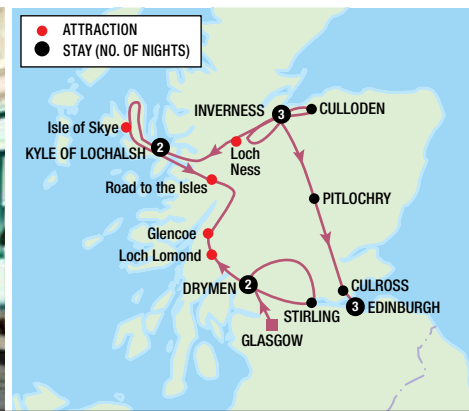 ATTRACTION
STAY (NO. OF NIGHTS)
INVERNESS
3
CULLODEN
Isle of Skye
KYLE OF LOCHALSH
2
Loch
Ness
Road to the Isles
PITLOCHRY
Glencoe
Loch Lomond
DRYMEN
2
CULROSS
3
EDINBURGH
STIRLING
GLASGOW